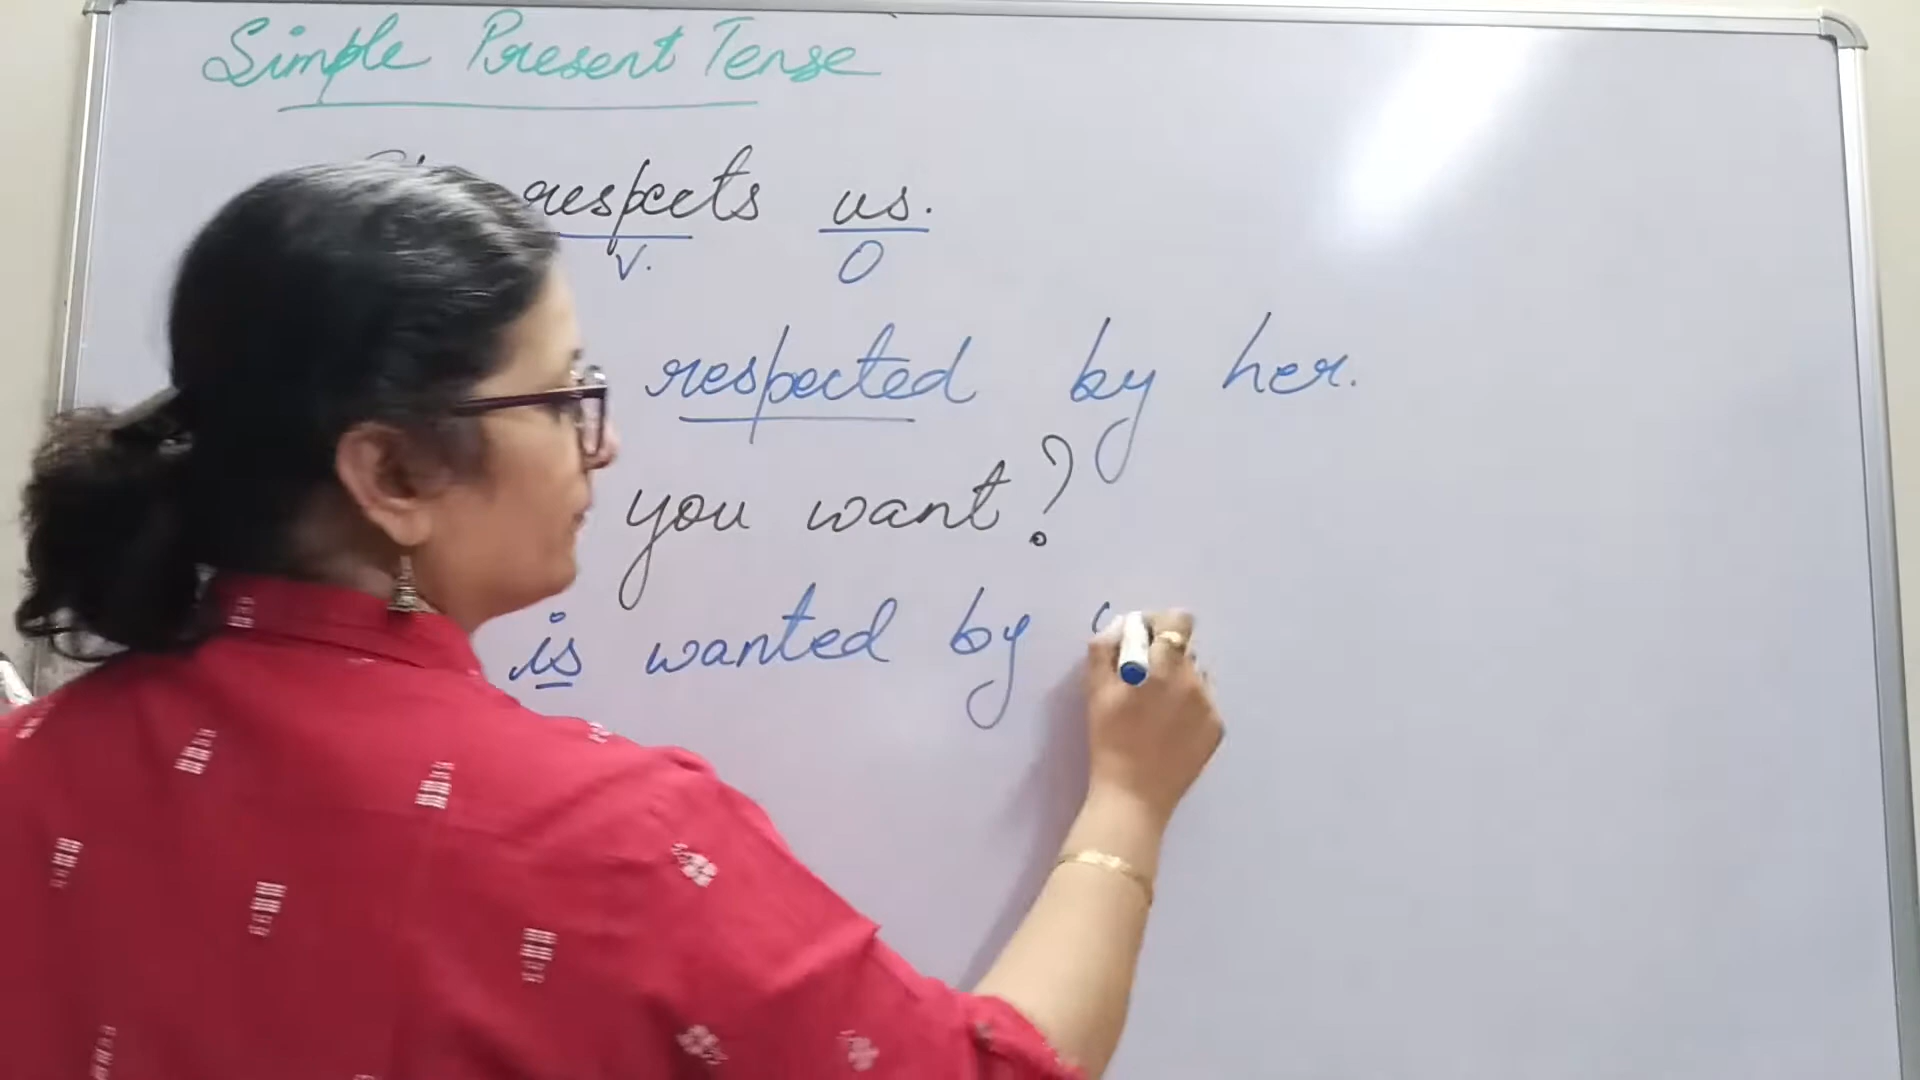 Simple Present Tense
respects us.
V. O
respected by her.
you want?
is wanted by